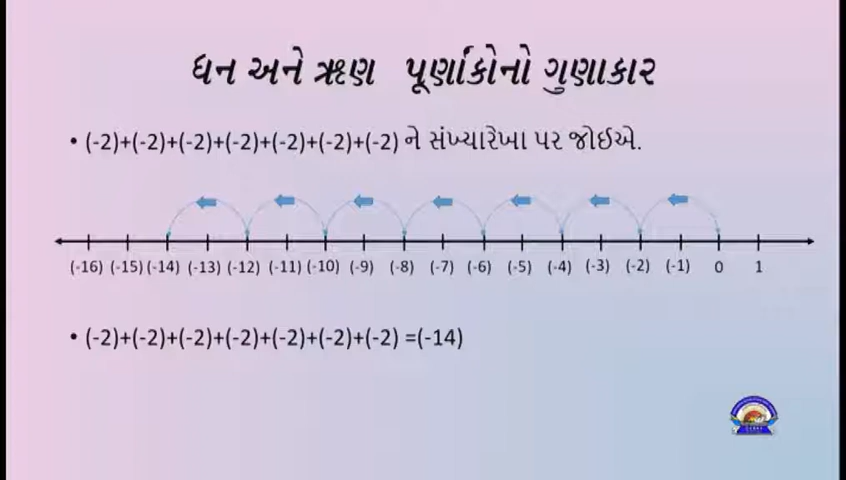 ધન અને ઋણ પૂર્ણાંકોનો ગુણાકાર
• (-2)+(-2)+(-2)+(-2)+(-2)+(-2)+(-2) ને સંખ્યારેખા પર જોઈએ.
(-16) (-15) (-14) (-13) (-12) (-11) (-10) (-9) (-8) (-7) (-6) (-5) (-4) (-3) (-2) (-1) 0 1
• (-2)+(-2)+(-2)+(-2)+(-2)+(-2)+(-2) =(-14)